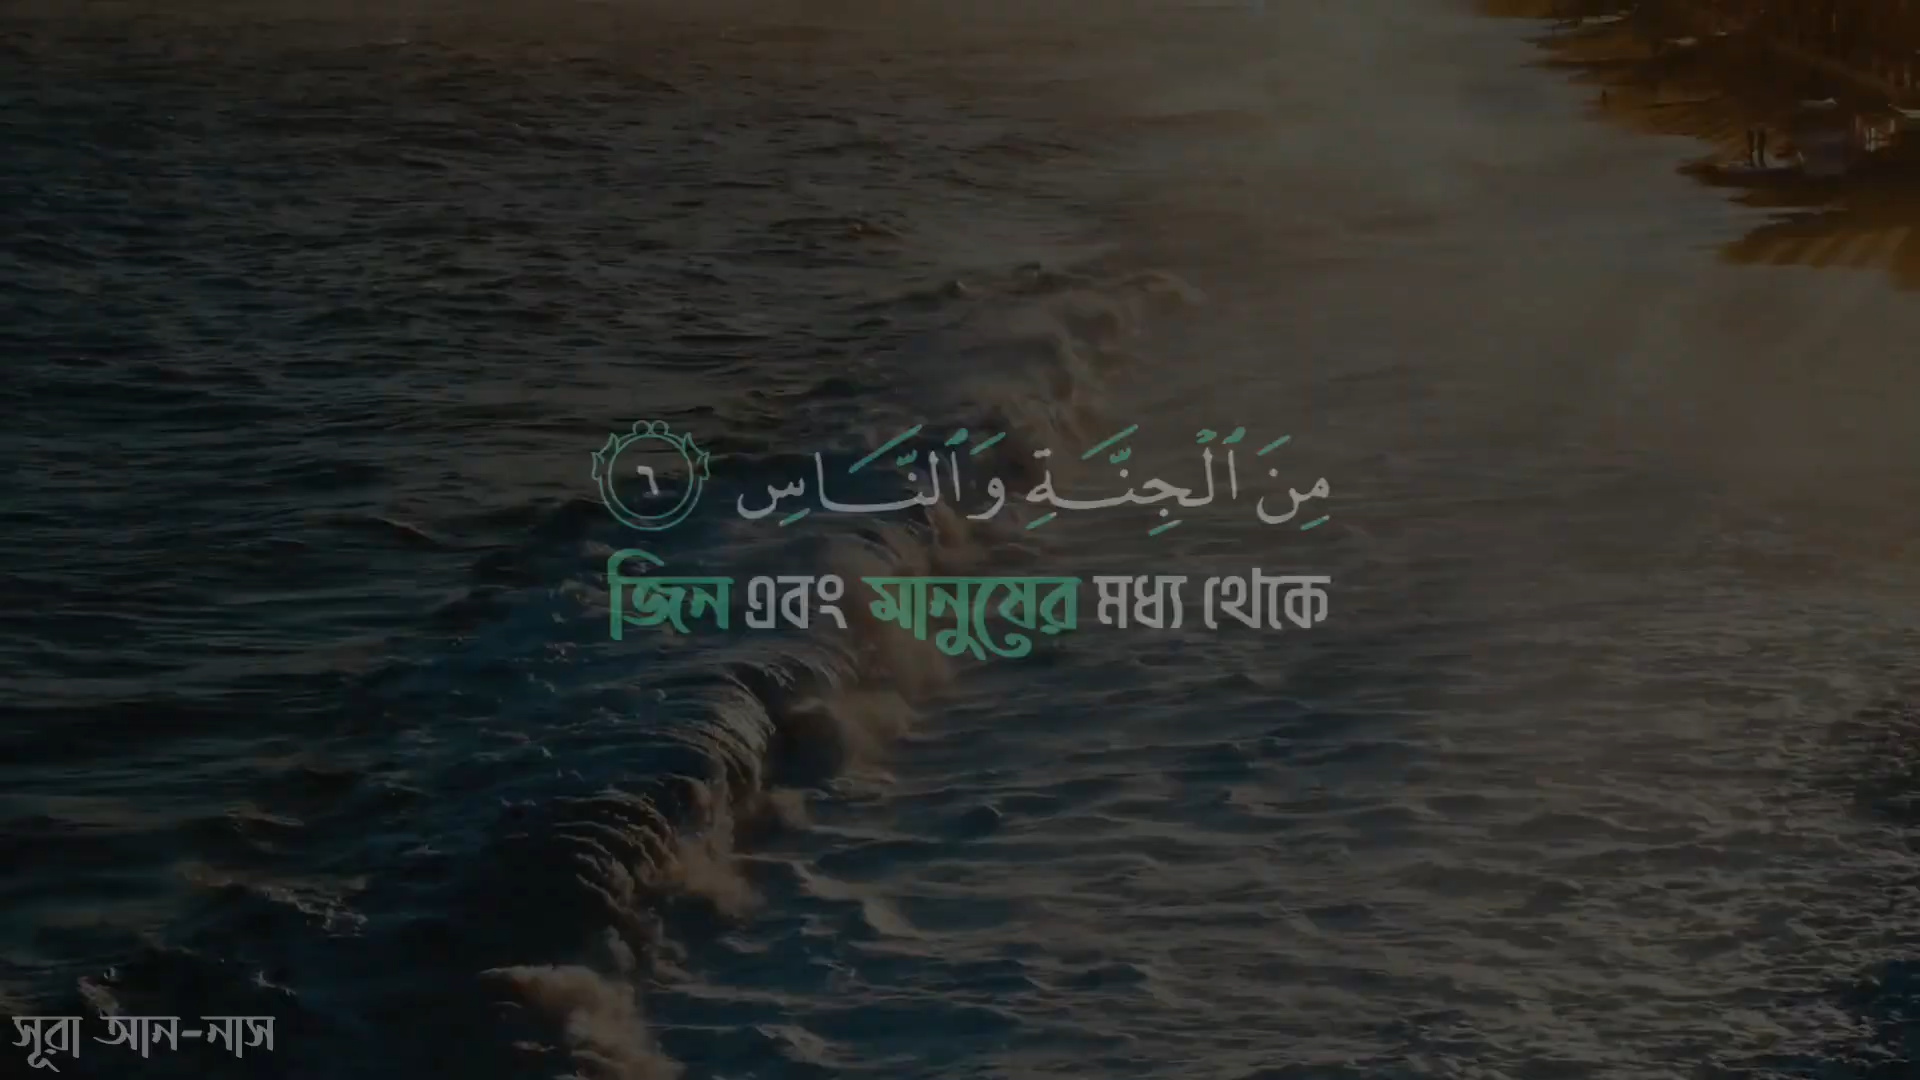 مِنَ ٱلْجِنَّةِ وَٱلنَّاسِ ٦
জিন এবং মানুষের মধ্য থেকে
সূরা আন-নাস